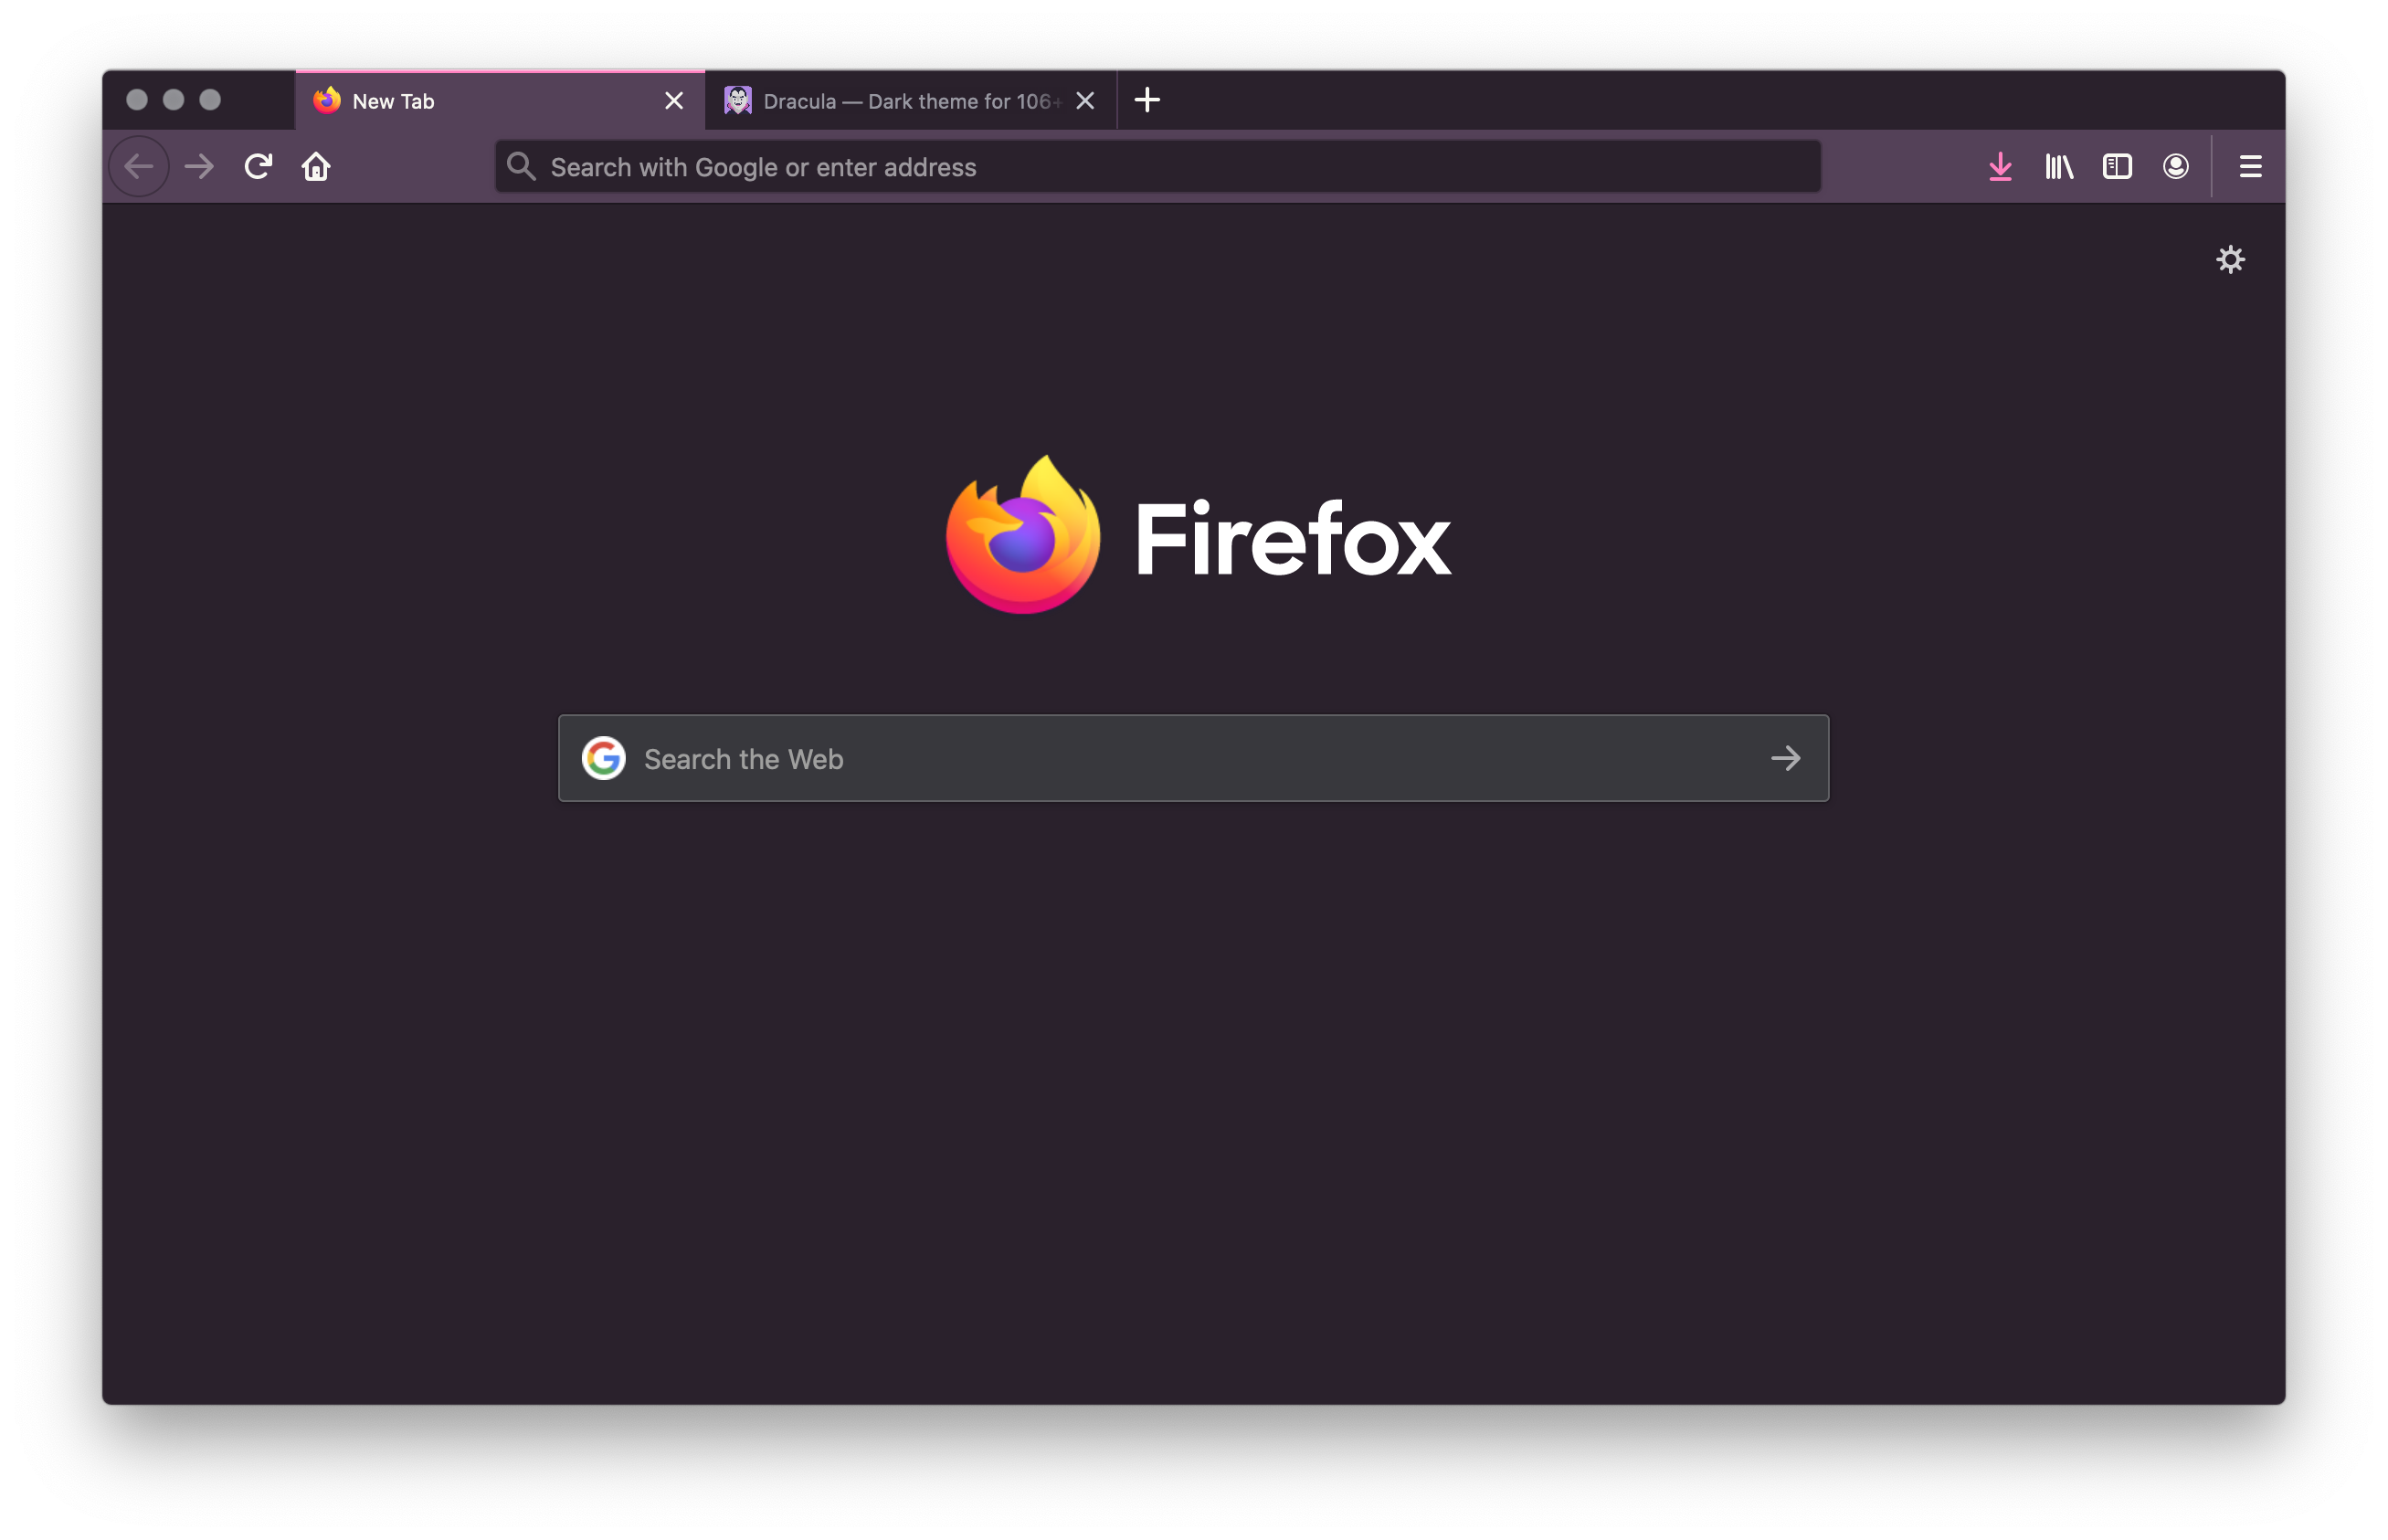 New Tab
Dracula — Dark theme for 106+
Search with Google or enter address
Firefox
Search the Web